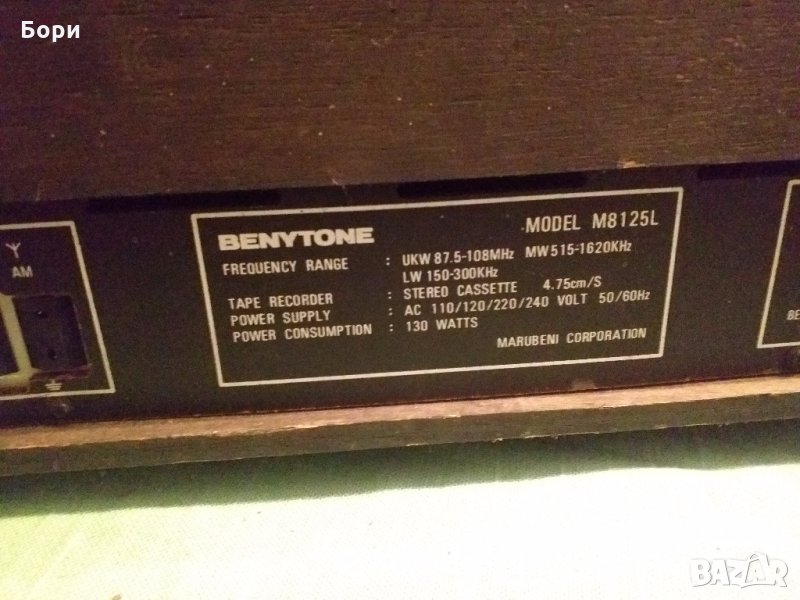 Бори
AM
BENYTONE MODEL M8125L
FREQUENCY RANGE : UKW 87.5-108MHz MW 515-1620KHz
LW 150-300KHz
TAPE RECORDER : STEREO CASSETTE 4.75cm/S
POWER SUPPLY : AC 110/120/220/240 VOLT 50/60Hz
POWER CONSUMPTION : 130 WATTS
MARUBENI CORPORATION
BE
BAZAR